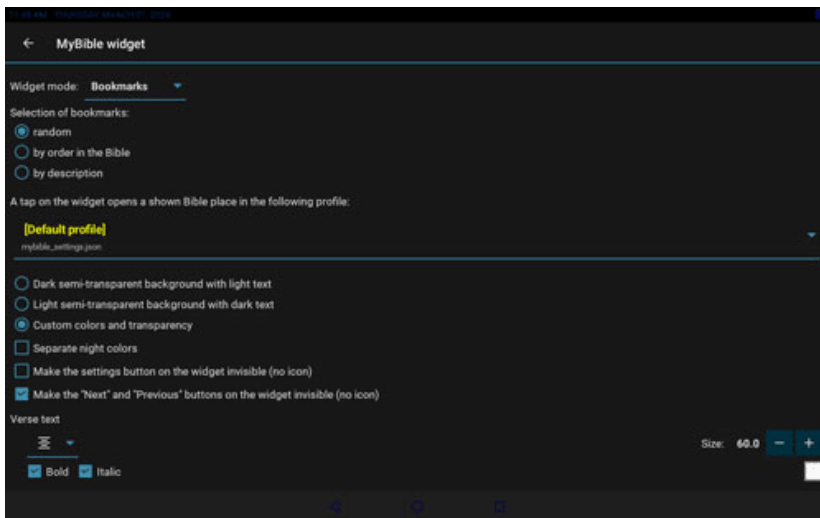 MyBible widget
Widget mode: Bookmarks
Selection of bookmarks:
random
by order in the Bible
by description
A tap on the widget opens a shown Bible place in the following profile:
[Default profile]
mybible_settings.json
Dark semi-transparent background with light text
Light semi-transparent background with dark text
Custom colors and transparency
Separate night colors
Make the settings button on the widget invisible (no icon)
Make the "Next" and "Previous" buttons on the widget invisible (no icon)
Verse text
Size: 60.0 − +
Bold Italic